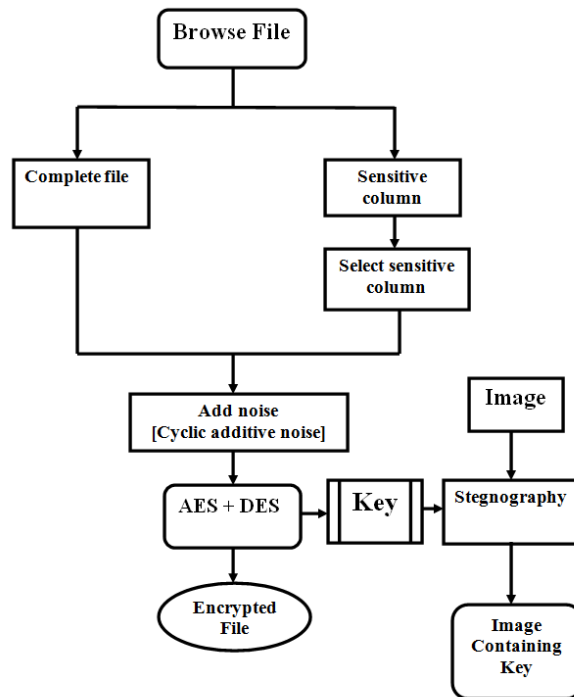 Browse File
Complete file
Sensitive
column
Select sensitive
column
Add noise
[Cyclic additive noise]
Image
AES + DES
Key
Stegnography
Encrypted
File
Image
Containing
Key